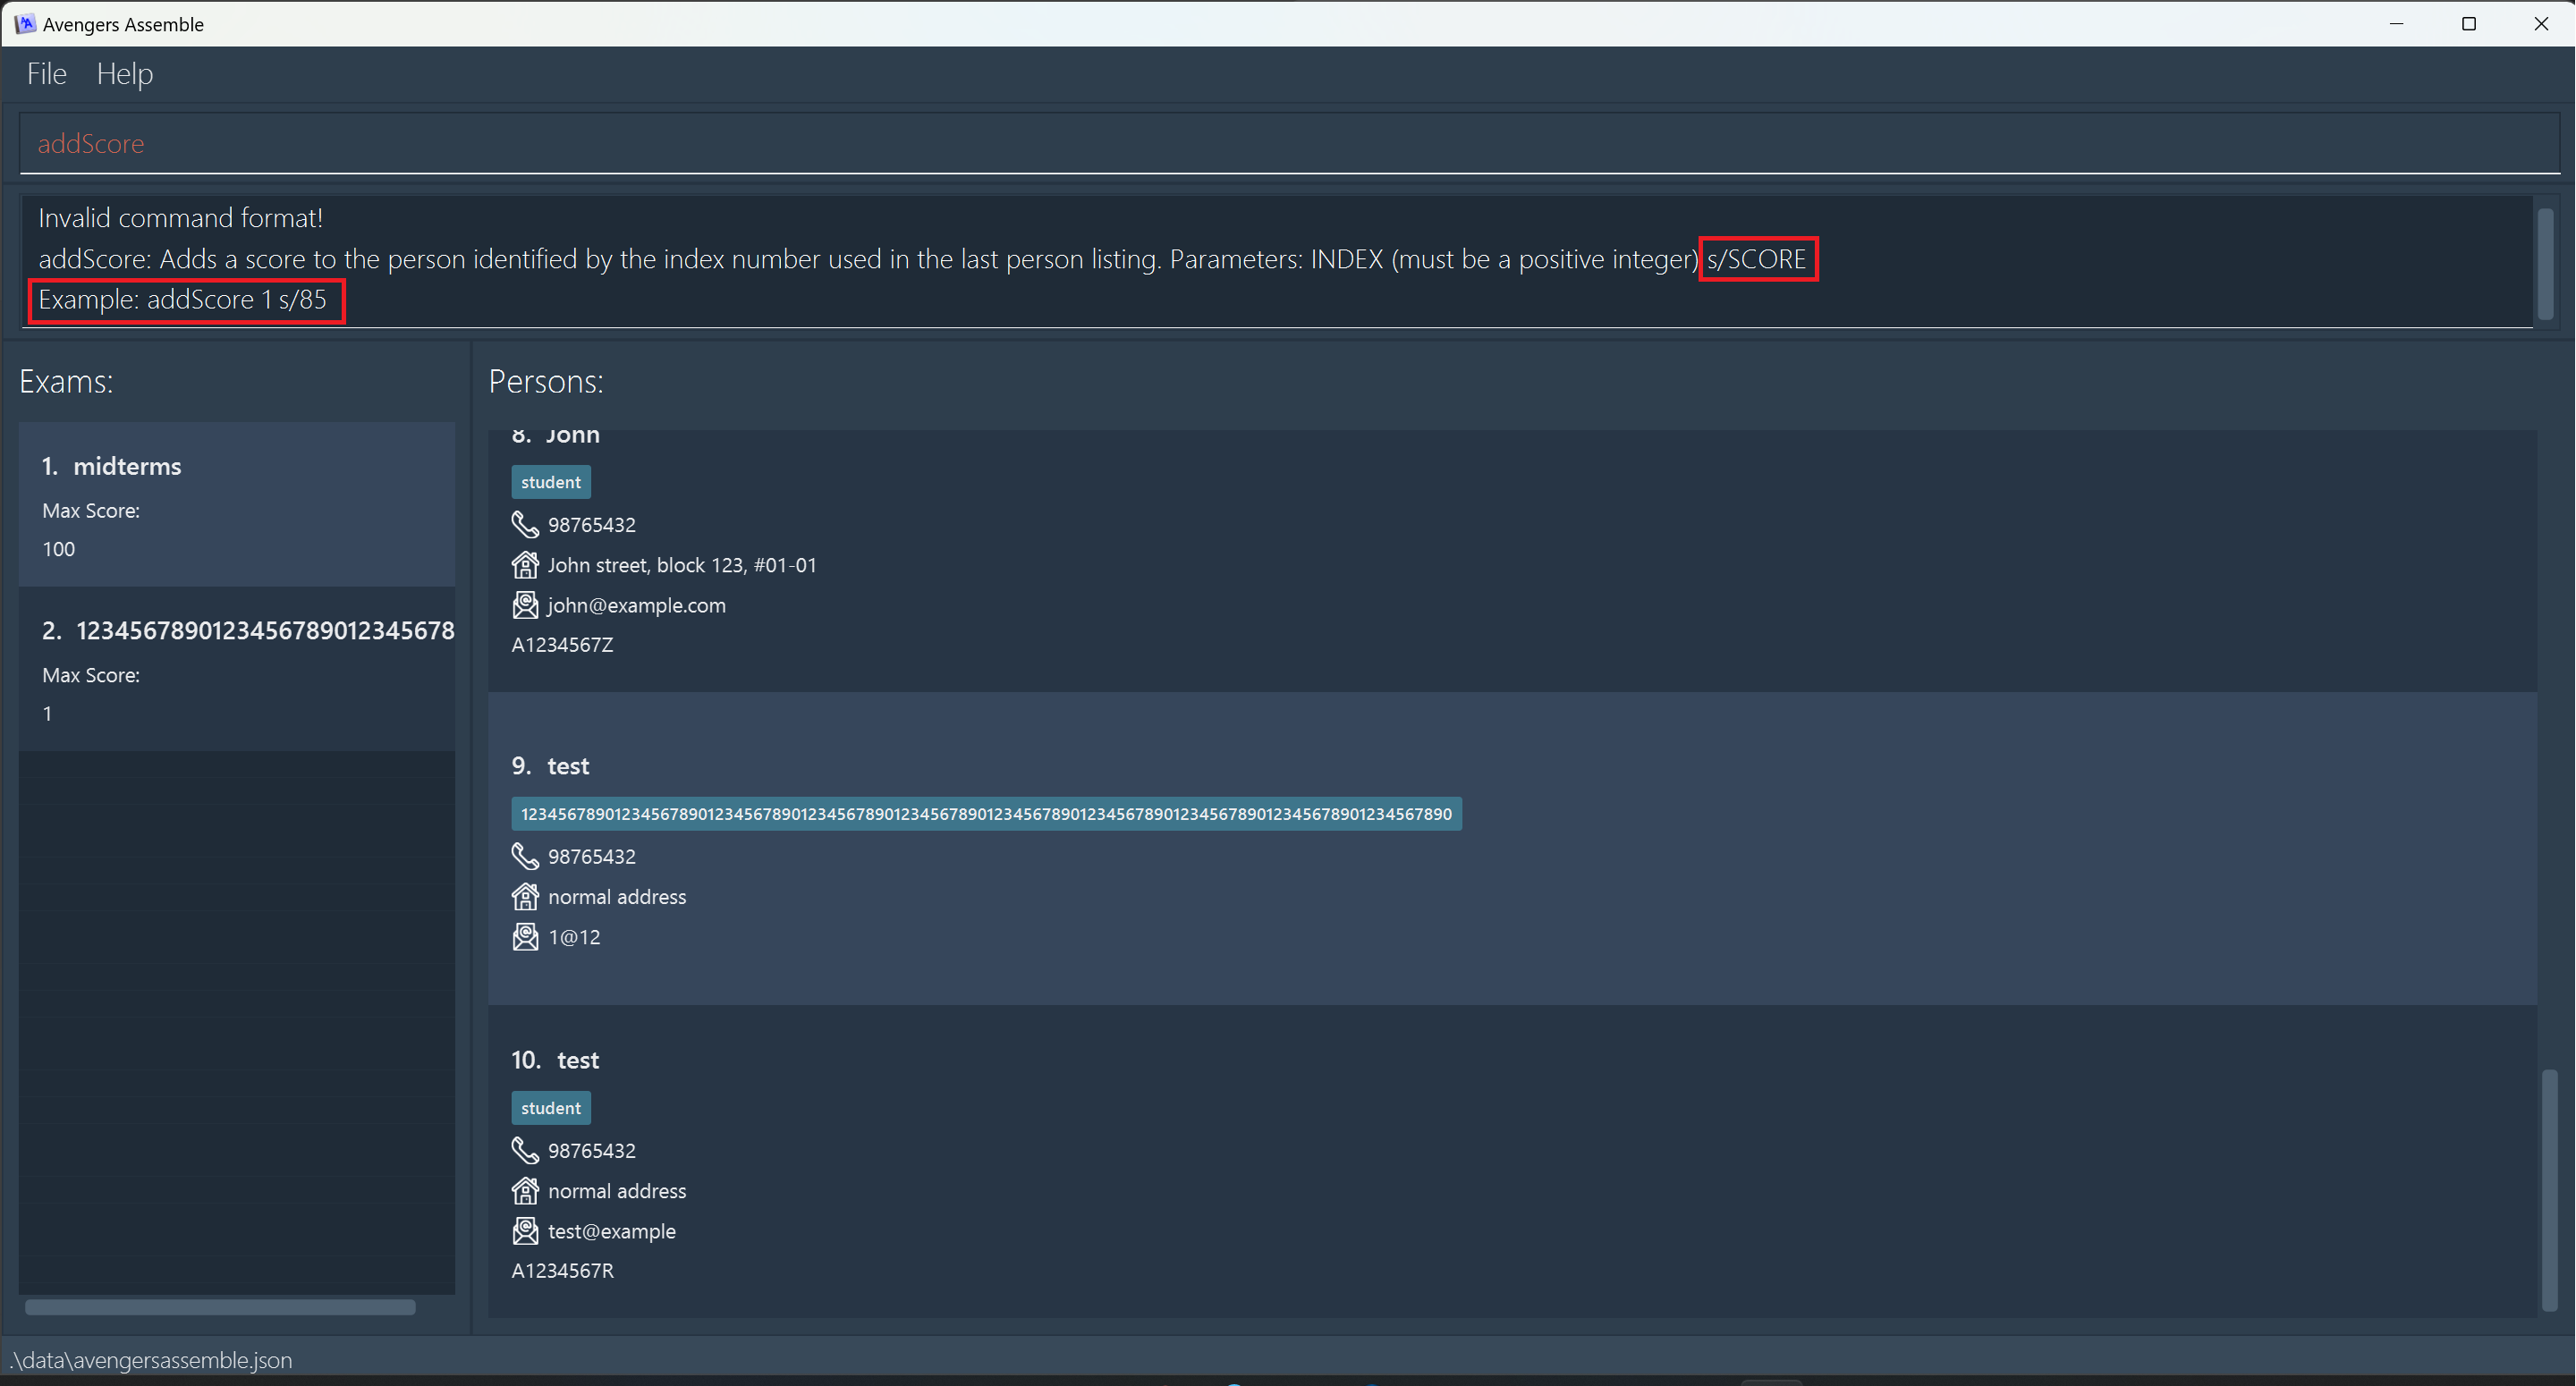 Avengers Assemble
File Help
addScore
Invalid command format!
addScore: Adds a score to the person identified by the index number used in the last person listing. Parameters: INDEX (must be a positive integer) s/SCORE
Example: addScore 1 s/85
Exams:
1. midterms
Max Score:
100
2. 1234567890123456789012345678
Max Score:
1
Persons:
8. John
student
98765432
John street, block 123, #01-01
john@example.com
A1234567Z
9. test
12345678901234567890123456789012345678901234567890123456789012345678901234567890
98765432
normal address
1@12
10. test
student
98765432
normal address
test@example
A1234567R
.\data\avengersassemble.json